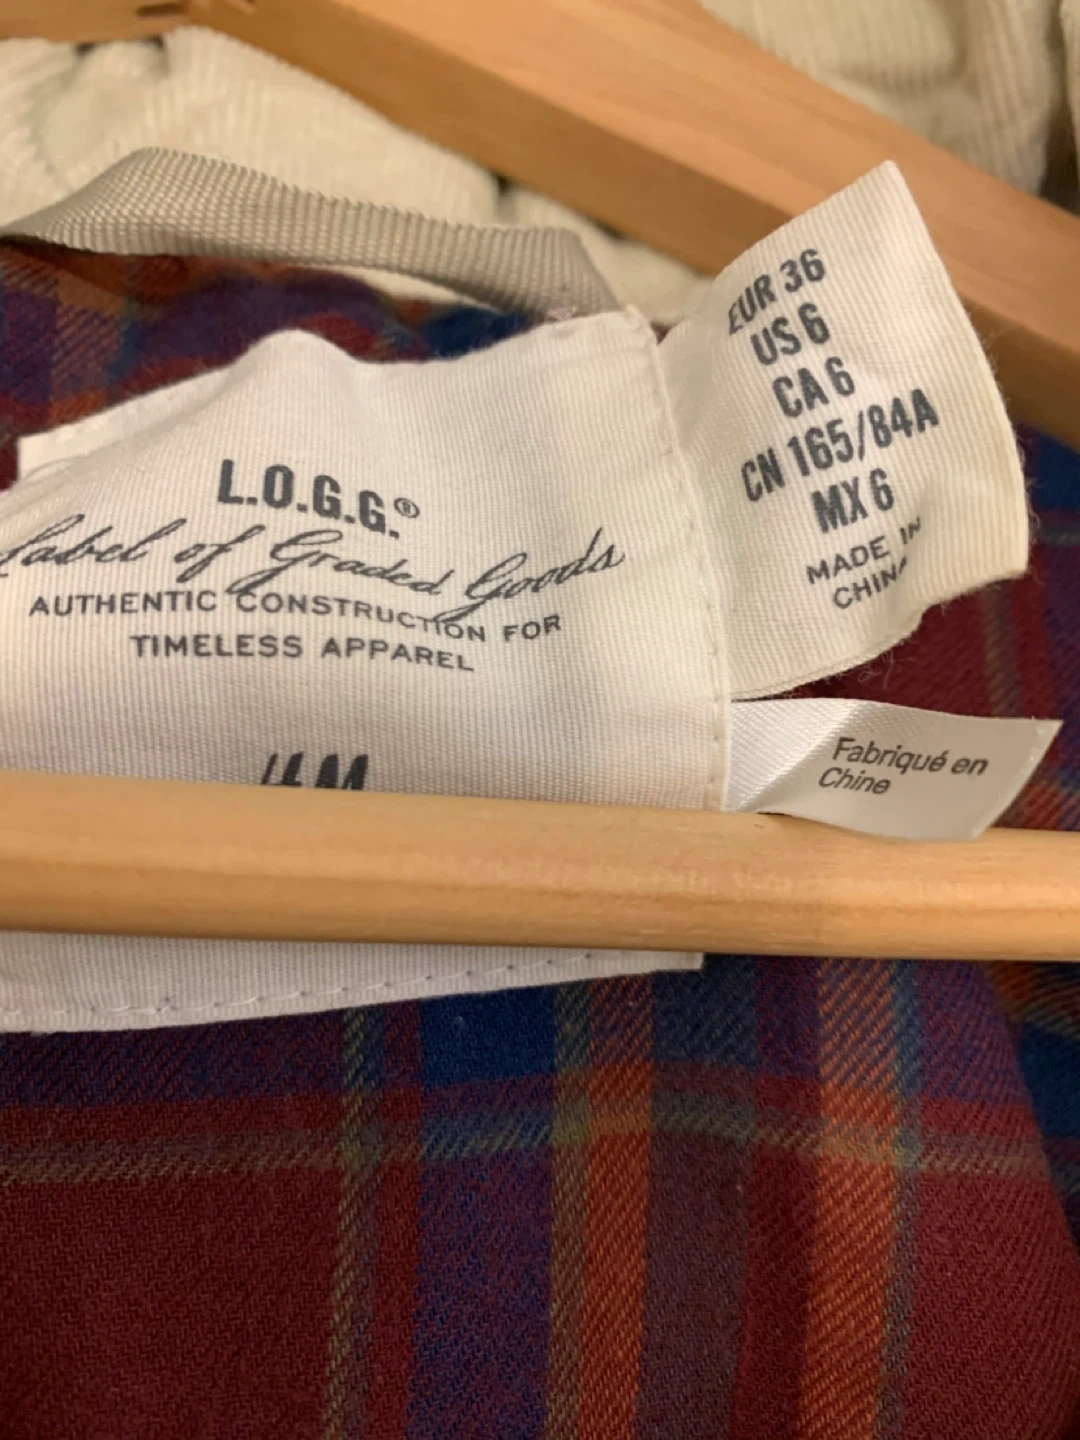 L.O.G.G.®
Label of Graded Goods
AUTHENTIC CONSTRUCTION FOR
TIMELESS APPAREL
EUR 36
US 6
CA 6
CN 165/84A
MX 6
MADE IN
CHINA
Fabriqué en
Chine